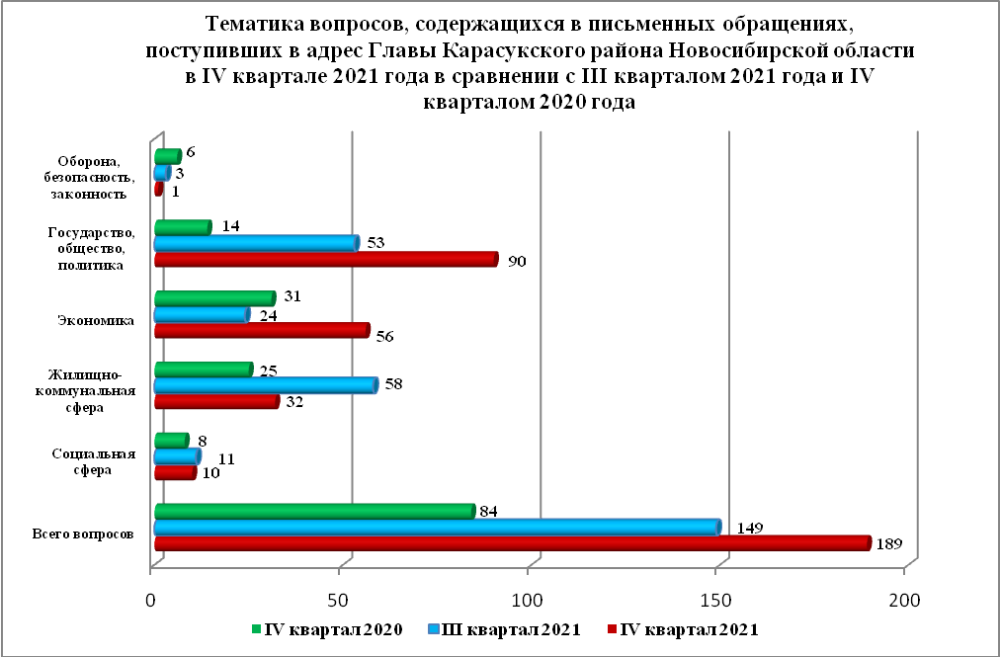 Тематика вопросов, содержащихся в письменных обращениях,
поступивших в адрес Главы Карасукского района Новосибирской области
в IV квартале 2021 года в сравнении с III кварталом 2021 года и IV
кварталом 2020 года
Оборона,
безопасность,
законность
6
3
1
Государство,
общество,
политика
14
53
90
Экономика
31
24
56
Жилищно-
коммунальная
сфера
25
58
32
Социальная
сфера
8
11
10
Всего вопросов
84
149
189
0 50 100 150 200
IV квартал 2020 III квартал 2021 IV квартал 2021